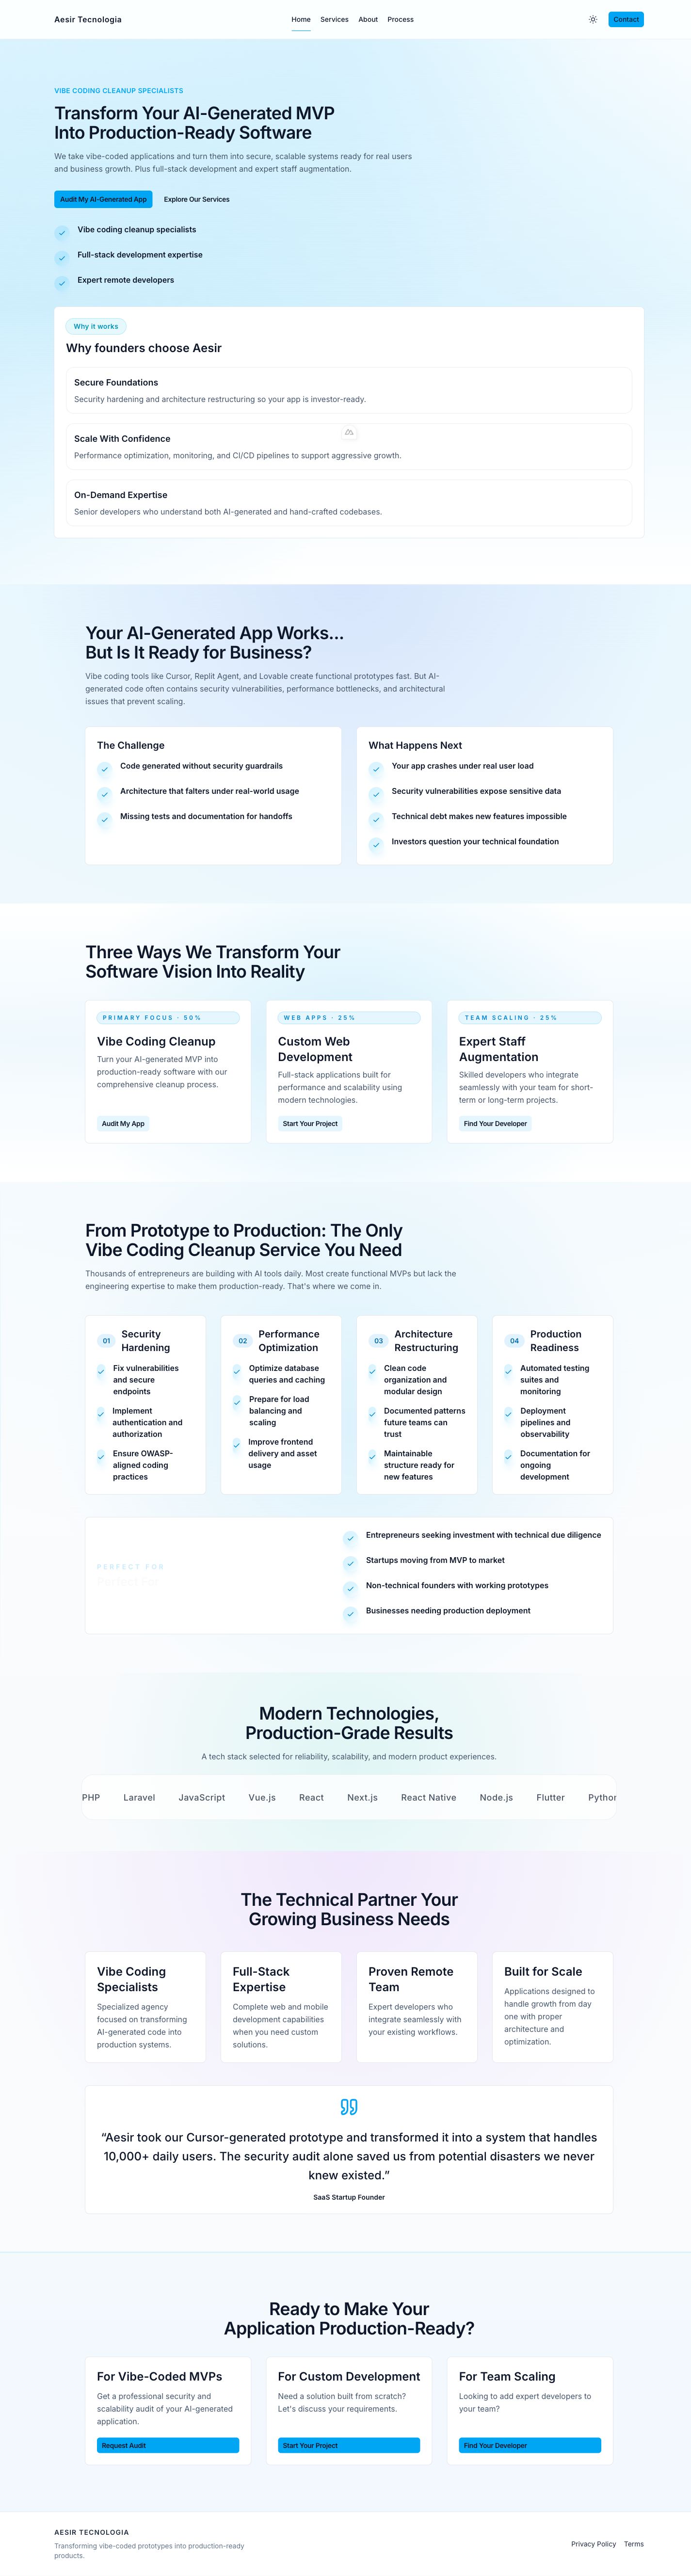 Aesir Tecnologia
Home Services About Process
Contact
VIBE CODING CLEANUP SPECIALISTS
Transform Your AI-Generated MVP
Into Production-Ready Software
We take vibe-coded applications and turn them into secure, scalable systems ready for real users
and business growth. Plus full-stack development and expert staff augmentation.
Audit My AI-Generated App Explore Our Services
Vibe coding cleanup specialists
Full-stack development expertise
Expert remote developers
Why it works
Why founders choose Aesir
Secure Foundations
Security hardening and architecture restructuring so your app is investor-ready.
Scale With Confidence
Performance optimization, monitoring, and CI/CD pipelines to support aggressive growth.
On-Demand Expertise
Senior developers who understand both AI-generated and hand-crafted codebases.
Your AI-Generated App Works...
But Is It Ready for Business?
Vibe coding tools like Cursor, Replit Agent, and Lovable create functional prototypes fast. But AI-
generated code often contains security vulnerabilities, performance bottlenecks, and architectural
issues that prevent scaling.
The Challenge
Code generated without security guardrails
Architecture that falters under real-world usage
Missing tests and documentation for handoffs
What Happens Next
Your app crashes under real user load
Security vulnerabilities expose sensitive data
Technical debt makes new features impossible
Investors question your technical foundation
Three Ways We Transform Your
Software Vision Into Reality
PRIMARY FOCUS · 50%
Vibe Coding Cleanup
Turn your AI-generated MVP into
production-ready software with our
comprehensive cleanup process.
Audit My App
WEB APPS · 25%
Custom Web
Development
Full-stack applications built for
performance and scalability using
modern technologies.
Start Your Project
TEAM SCALING · 25%
Expert Staff
Augmentation
Skilled developers who integrate
seamlessly with your team for short-
term or long-term projects.
Find Your Developer
From Prototype to Production: The Only
Vibe Coding Cleanup Service You Need
Thousands of entrepreneurs are building with AI tools daily. Most create functional MVPs but lack the
engineering expertise to make them production-ready. That's where we come in.
01
Security
Hardening
Fix vulnerabilities
and secure
endpoints
Implement
authentication and
authorization
Ensure OWASP-
aligned coding
practices
02
Performance
Optimization
Optimize database
queries and caching
Prepare for load
balancing and
scaling
Improve frontend
delivery and asset
usage
03
Architecture
Restructuring
Clean code
organization and
modular design
Documented patterns
future teams can
trust
Maintainable
structure ready for
new features
04
Production
Readiness
Automated testing
suites and
monitoring
Deployment
pipelines and
observability
Documentation for
ongoing
development
PERFECT FOR
Entrepreneurs seeking investment with technical due diligence
Startups moving from MVP to market
Non-technical founders with working prototypes
Businesses needing production deployment
Modern Technologies,
Production-Grade Results
A tech stack selected for reliability, scalability, and modern product experiences.
PHP Laravel JavaScript Vue.js React Next.js React Native Node.js Flutter Python
The Technical Partner Your
Growing Business Needs
Vibe Coding
Specialists
Specialized agency
focused on transforming
AI-generated code into
production systems.
Full-Stack
Expertise
Complete web and mobile
development capabilities
when you need custom
solutions.
Proven Remote
Team
Expert developers who
integrate seamlessly with
your existing workflows.
Built for Scale
Applications designed to
handle growth from day
one with proper
architecture and
optimization.
“Aesir took our Cursor-generated prototype and transformed it into a system that handles
10,000+ daily users. The security audit alone saved us from potential disasters we never
knew existed.”
SaaS Startup Founder
Ready to Make Your
Application Production-Ready?
For Vibe-Coded MVPs
Get a professional security and
scalability audit of your AI-generated
application.
Request Audit
For Custom Development
Need a solution built from scratch?
Let's discuss your requirements.
Start Your Project
For Team Scaling
Looking to add expert developers to
your team?
Find Your Developer
AESIR TECNOLOGIA
Transforming vibe-coded prototypes into production-ready
products.
Privacy Policy Terms